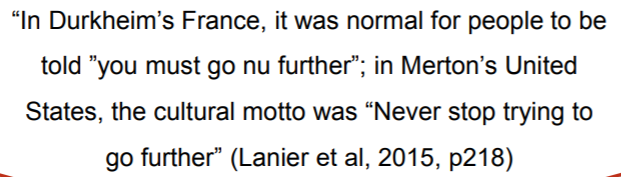 “In Durkheim’s France, it was normal for people to be
told ”you must go nu further”; in Merton’s United
States, the cultural motto was “Never stop trying to
go further” (Lanier et al, 2015, p218)